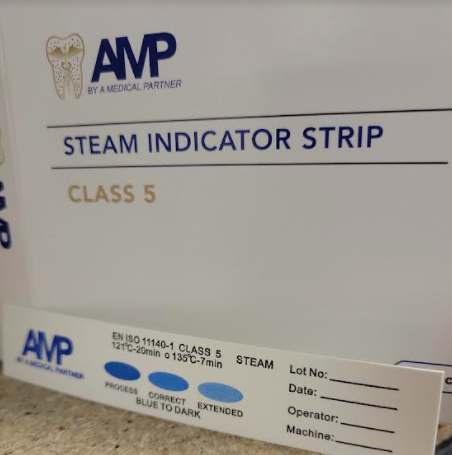 AMP
BY A MEDICAL PARTNER
STEAM INDICATOR STRIP
CLASS 5
AMP
BY A MEDICAL PARTNER
EN ISO 11140-1 CLASS 5
121°C-20min o 135°C-7min
STEAM
PROCESS CORRECT EXTENDED
BLUE TO DARK
Lot No:
Date:
Operator:
Machine: